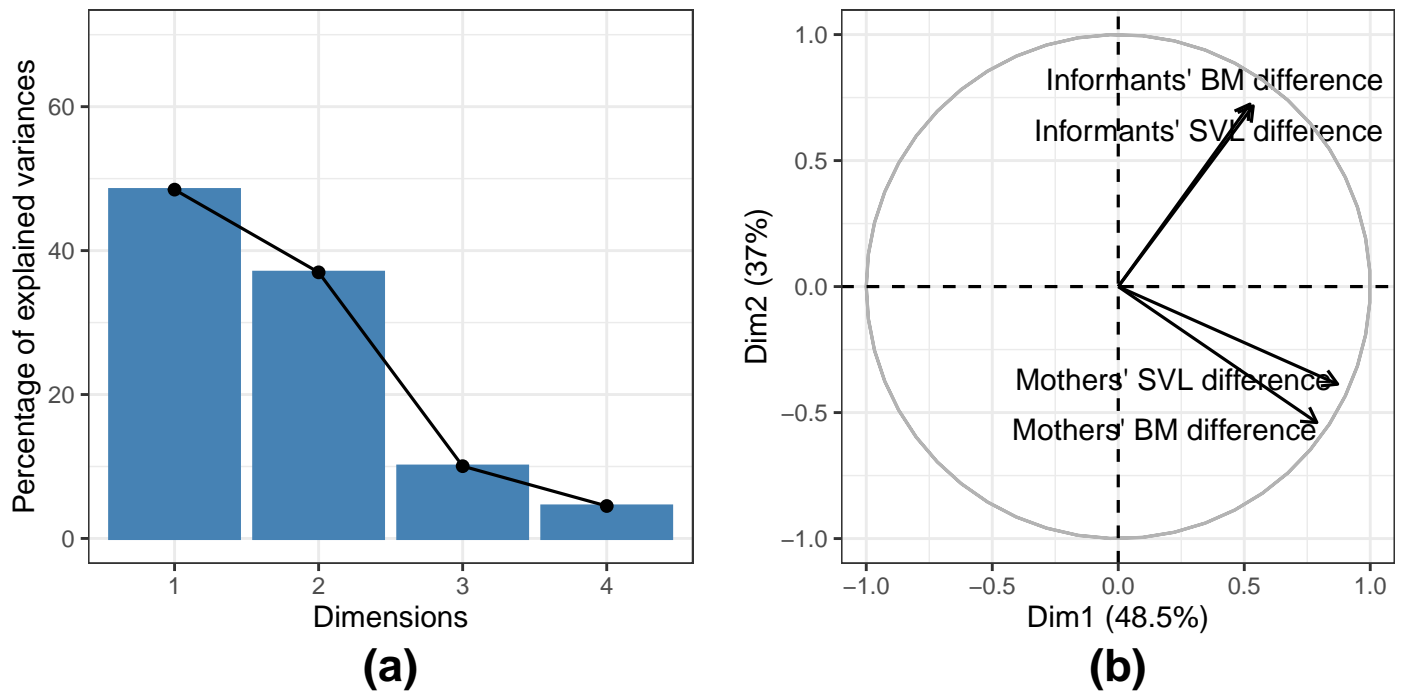 Percentage of explained variances
60
40
20
0
1 2 3 4
Dimensions
(a)
Dim2 (37%)
1.0
0.5
0.0
−0.5
−1.0
Informants' BM difference
Informants' SVL difference
Mothers' SVL difference
Mothers' BM difference
−1.0 −0.5 0.0 0.5 1.0
Dim1 (48.5%)
(b)